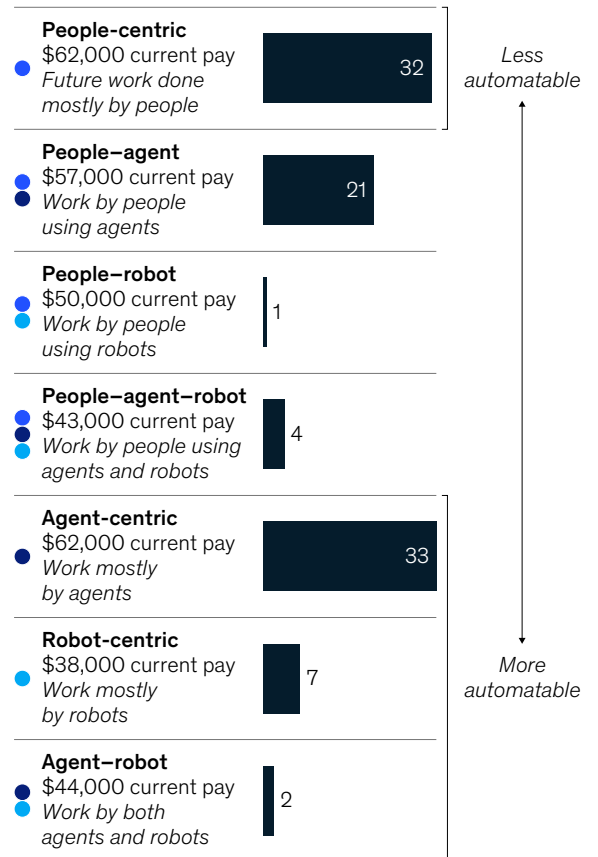 People-centric
$62,000 current pay
Future work done
mostly by people
32
Less
automatable
People–agent
$57,000 current pay
Work by people
using agents
21
People–robot
$50,000 current pay
Work by people
using robots
1
People–agent–robot
$43,000 current pay
Work by people using
agents and robots
4
Agent-centric
$62,000 current pay
Work mostly
by agents
33
Robot-centric
$38,000 current pay
Work mostly
by robots
7
More
automatable
Agent–robot
$44,000 current pay
Work by both
agents and robots
2